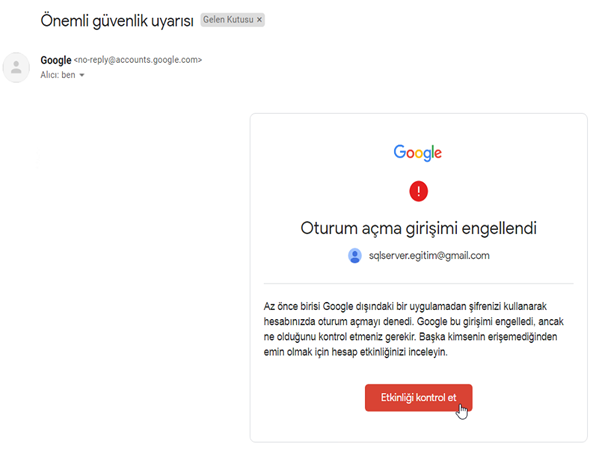 Önemli güvenlik uyarısı Gelen Kutusu ×
Google <no-reply@accounts.google.com>
Alıcı: ben
Google
Oturum açma girişimi engellendi
sqlserver.egitim@gmail.com
Az önce birisi Google dışındaki bir uygulamadan şifrenizi kullanarak
hesabınızda oturum açmayı denedi. Google bu girişimi engelledi, ancak
ne olduğunu kontrol etmeniz gerekir. Başka kimsenin erişemediğinden
emin olmak için hesap etkinliğinizi inceleyin.
Etkinliği kontrol et